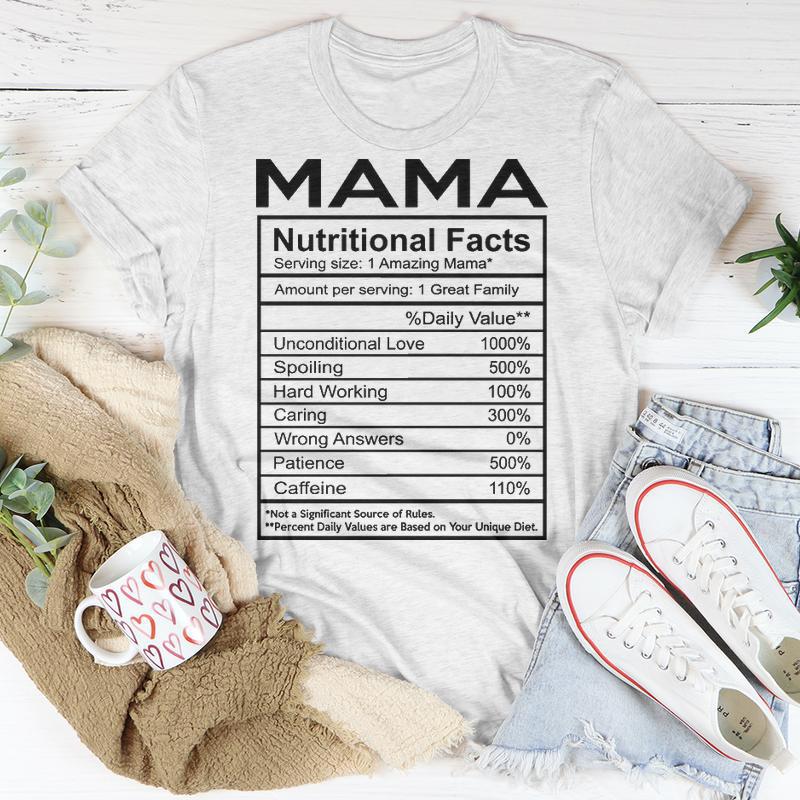 MAMA
Nutritional Facts
Serving size: 1 Amazing Mama*
Amount per serving: 1 Great Family
%Daily Value**
Unconditional Love 1000%
Spoiling 500%
Hard Working 100%
Caring 300%
Wrong Answers 0%
Patience 500%
Caffeine 110%
*Not a Significant Source of Rules.
**Percent Daily Values are Based on Your Unique Diet.